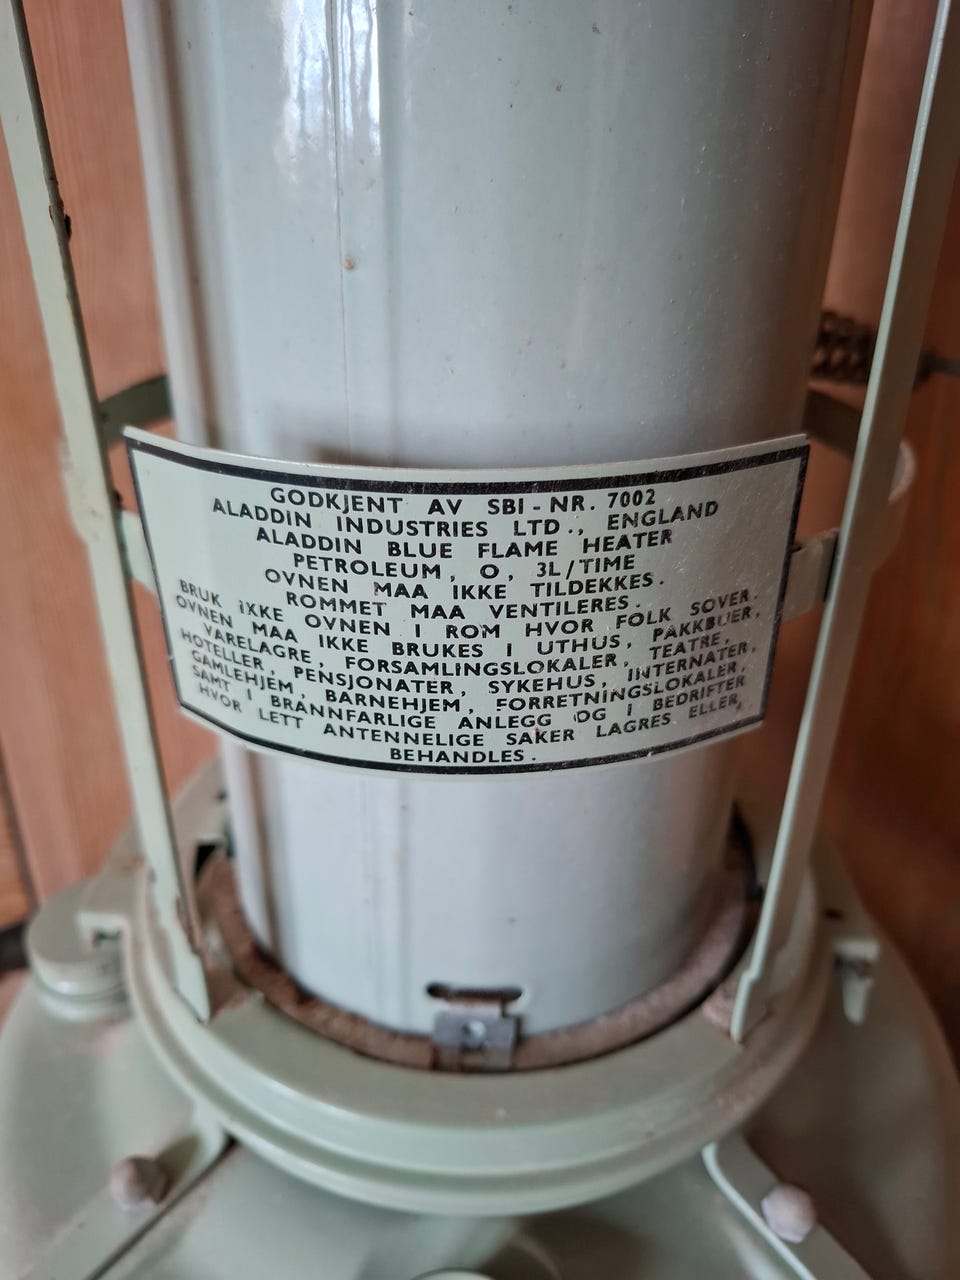 GODKJENT AV SBI - NR. 7002
ALADDIN INDUSTRIES LTD., ENGLAND
ALADDIN BLUE FLAME HEATER
PETROLEUM, O, 3L/TIME
OVNEN MAA IKKE TILDEKKES.
ROMMET MAA VENTILERES.
BRUK IKKE OVNEN I ROM HVOR FOLK SOVER.
OVNEN MAA IKKE BRUKES I UTHUS, PAKKBUER,
VARELAGRE, FORSAMLINGSLOKALER, TEATRE,
HOTELLER, PENSJONATER, SYKEHUS, INTERNATER,
GAMLEHJEM, BARNEHJEM, FORRETNINGSLOKALER,
SAMT I BRANNFARLIGE ANLEGG OG I BEDRIFTER
HVOR LETT ANTENNELIGE SAKER LAGRES ELLER
BEHANDLES.